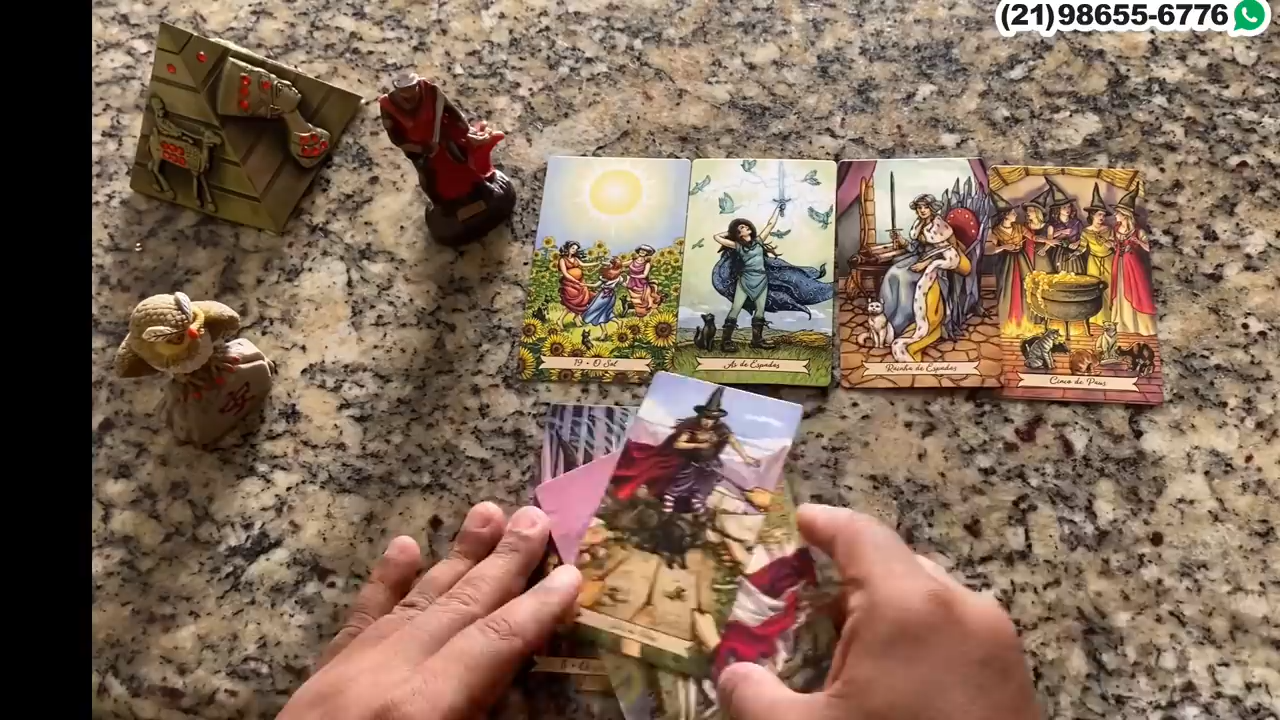 (21)98655-6776
19 • O Sol
Ás de Espadas
Rainha de Espadas
Cinco de Paus